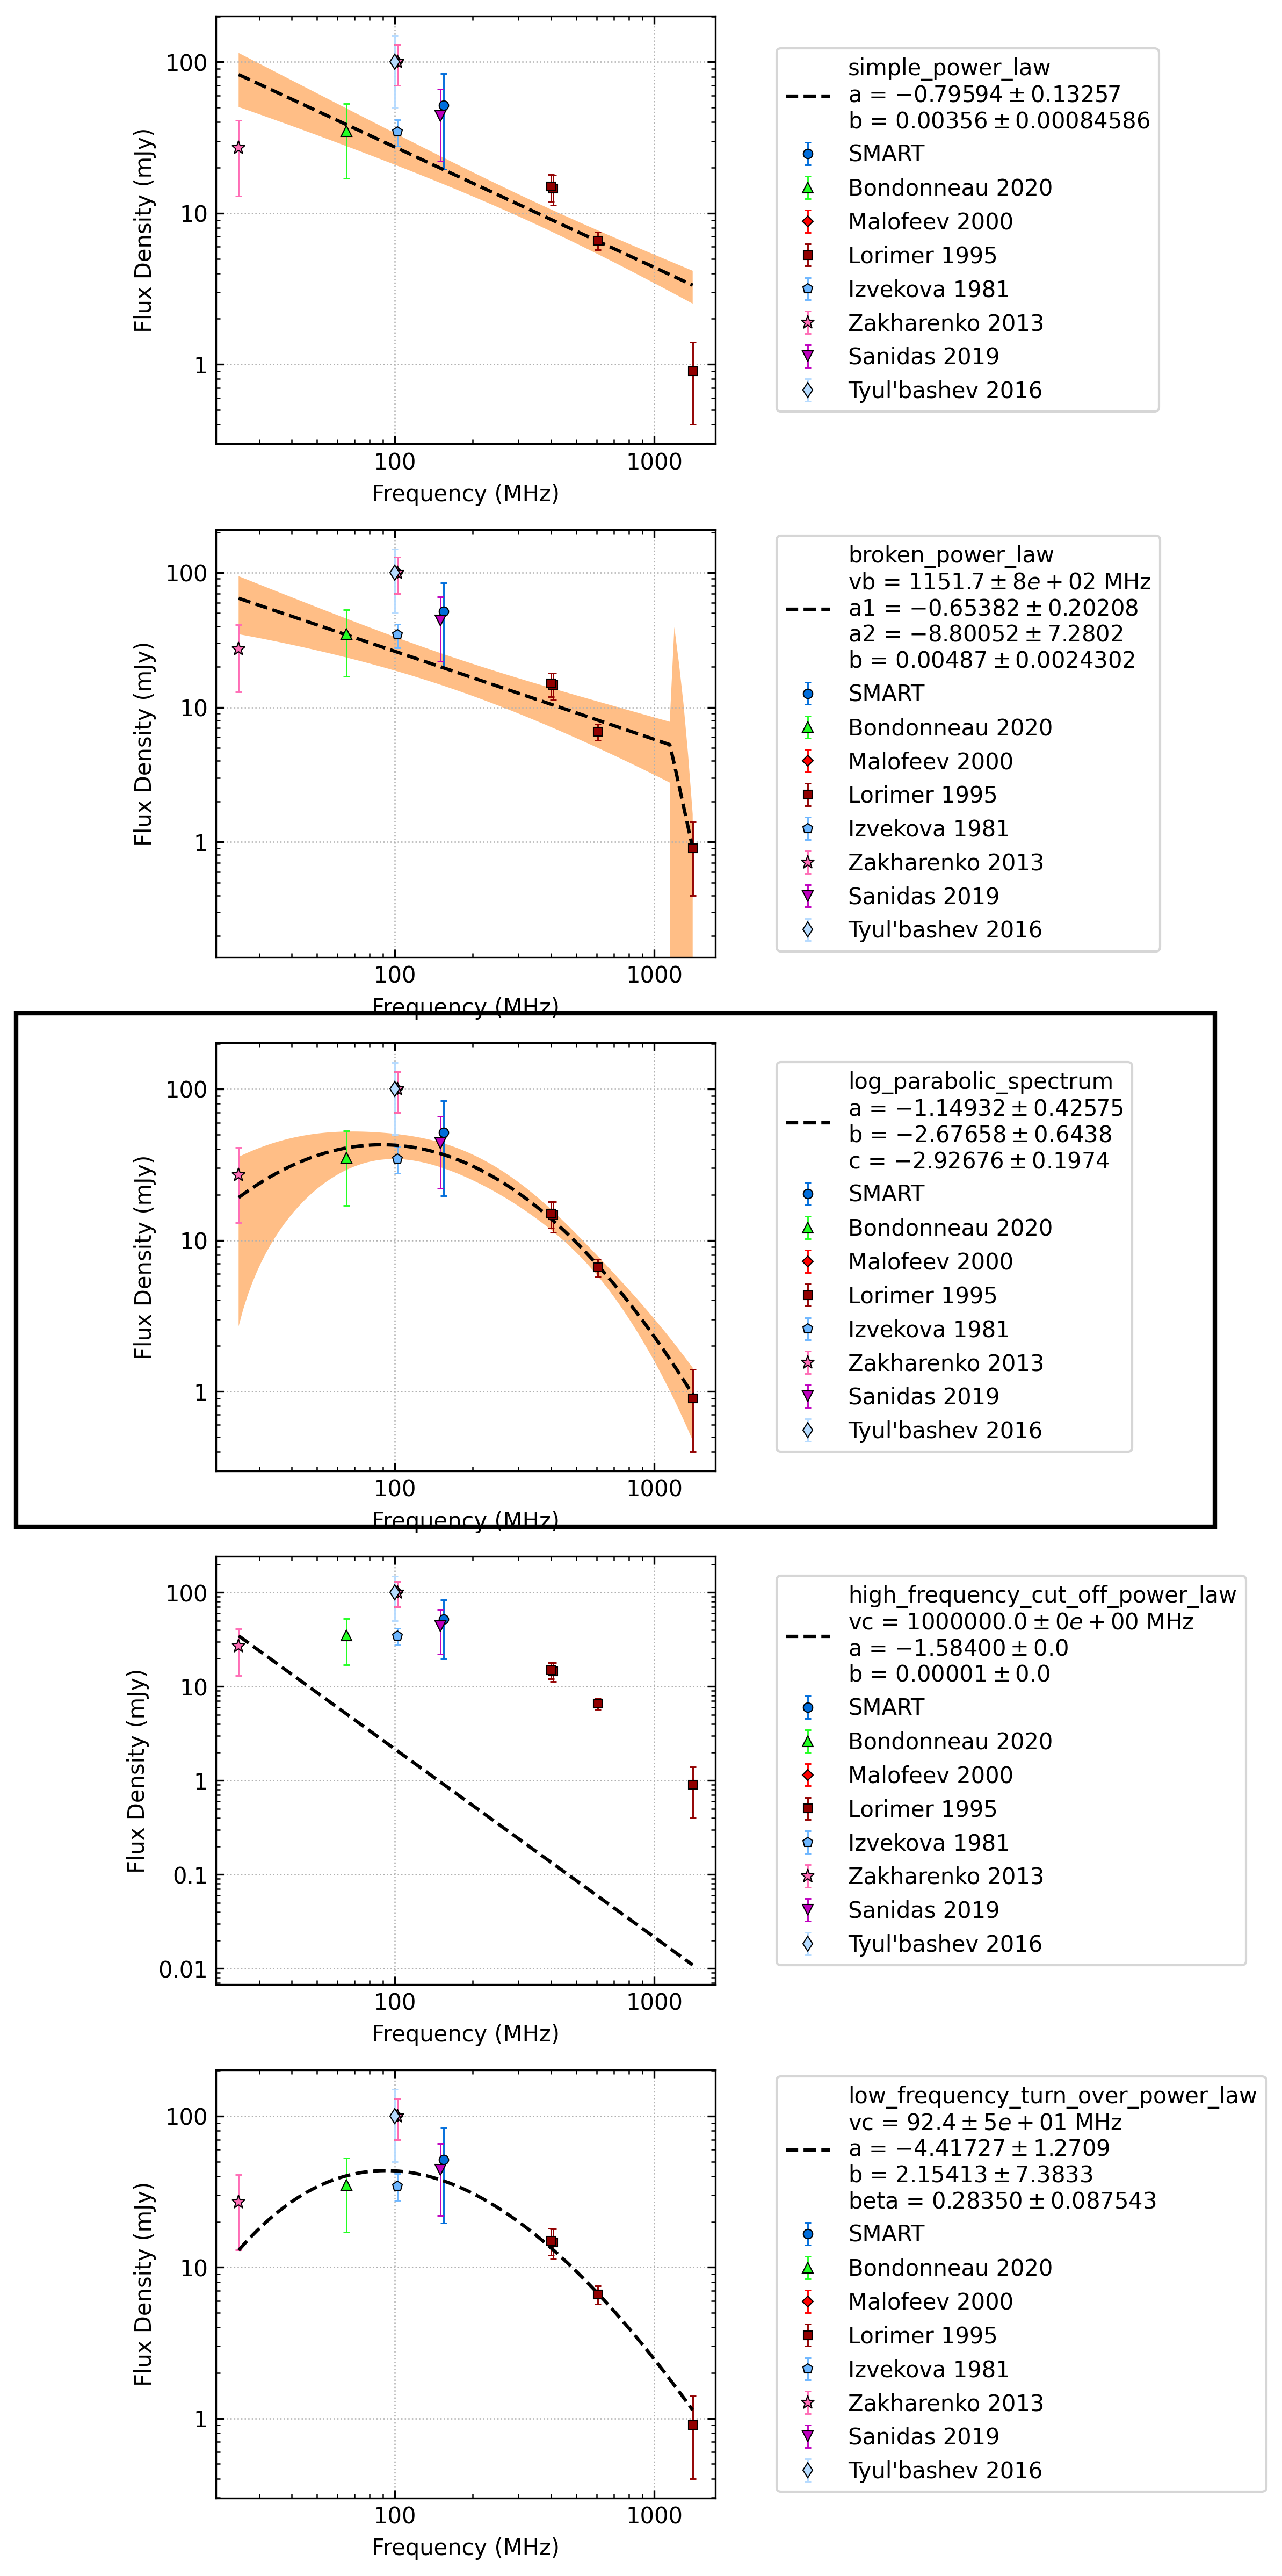 100
10
1
Flux Density (mJy)
100
1000
Frequency (MHz)
simple_power_law
a = −0.79594 ± 0.13257
b = 0.00356 ± 0.00084586
SMART
Bondonneau 2020
Malofeev 2000
Lorimer 1995
Izvekova 1981
Zakharenko 2013
Sanidas 2019
Tyul'bashev 2016
100
10
1
Flux Density (mJy)
100
1000
Frequency (MHz)
broken_power_law
vb = 1151.7 ± 8e + 02 MHz
a1 = −0.65382 ± 0.20208
a2 = −8.80052 ± 7.2802
b = 0.00487 ± 0.0024302
SMART
Bondonneau 2020
Malofeev 2000
Lorimer 1995
Izvekova 1981
Zakharenko 2013
Sanidas 2019
Tyul'bashev 2016
100
10
1
Flux Density (mJy)
100
1000
Frequency (MHz)
log_parabolic_spectrum
a = −1.14932 ± 0.42575
b = −2.67658 ± 0.6438
c = −2.92676 ± 0.1974
SMART
Bondonneau 2020
Malofeev 2000
Lorimer 1995
Izvekova 1981
Zakharenko 2013
Sanidas 2019
Tyul'bashev 2016
100
10
1
0.1
0.01
Flux Density (mJy)
100
1000
Frequency (MHz)
high_frequency_cut_off_power_law
vc = 1000000.0 ± 0e + 00 MHz
a = −1.58400 ± 0.0
b = 0.00001 ± 0.0
SMART
Bondonneau 2020
Malofeev 2000
Lorimer 1995
Izvekova 1981
Zakharenko 2013
Sanidas 2019
Tyul'bashev 2016
100
10
1
Flux Density (mJy)
100
1000
Frequency (MHz)
low_frequency_turn_over_power_law
vc = 92.4 ± 5e + 01 MHz
a = −4.41727 ± 1.2709
b = 2.15413 ± 7.3833
beta = 0.28350 ± 0.087543
SMART
Bondonneau 2020
Malofeev 2000
Lorimer 1995
Izvekova 1981
Zakharenko 2013
Sanidas 2019
Tyul'bashev 2016